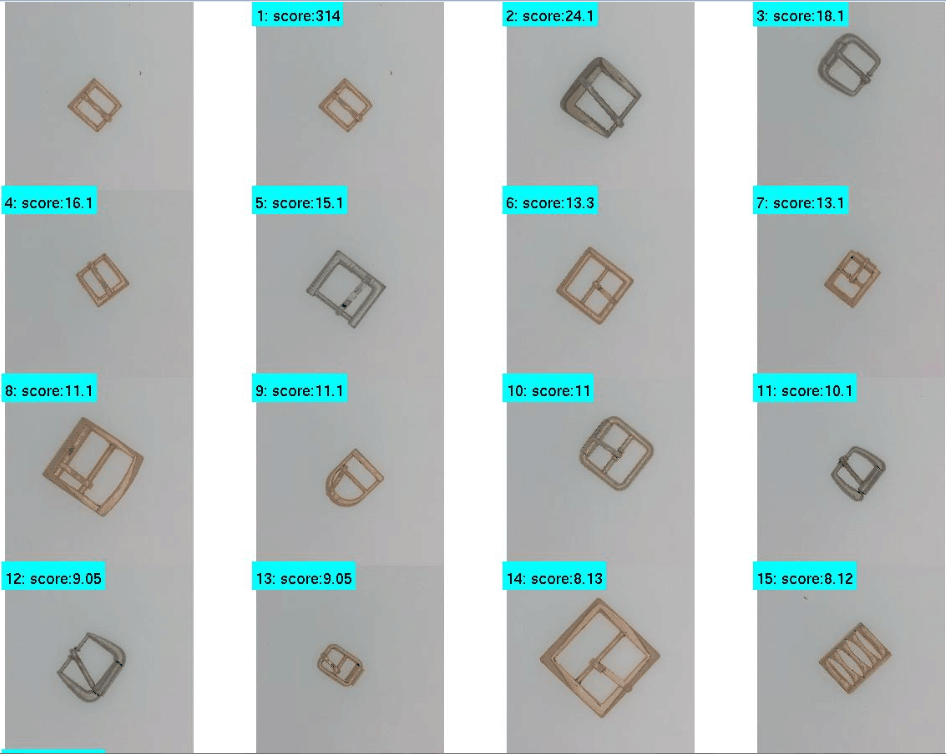 1: score:314
2: score:24.1
3: score:18.1
4: score:16.1
5: score:15.1
6: score:13.3
7: score:13.1
8: score:11.1
9: score:11.1
10: score:11
11: score:10.1
12: score:9.05
13: score:9.05
14: score:8.13
15: score:8.12